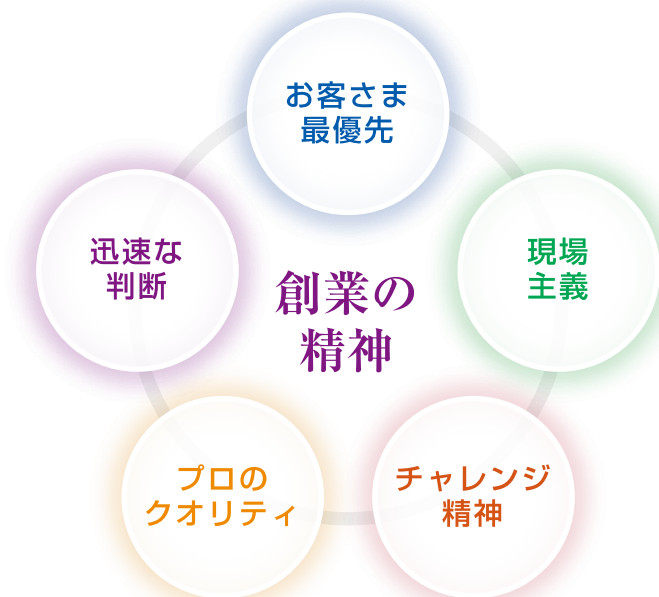 お客さま
最優先
現場
主義
チャレンジ
精神
プロの
クオリティ
迅速な
判断
創業の
精神